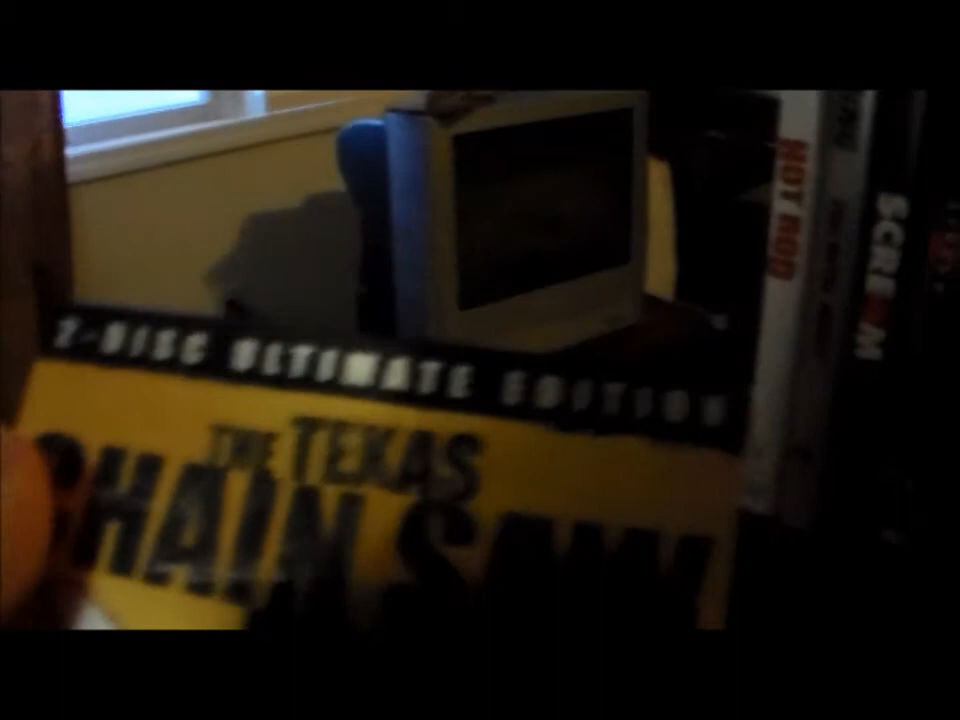 2-DISC ULTIMATE EDITION
THE TEXAS
CHAIN SAW
HOT ROD
SCREAM